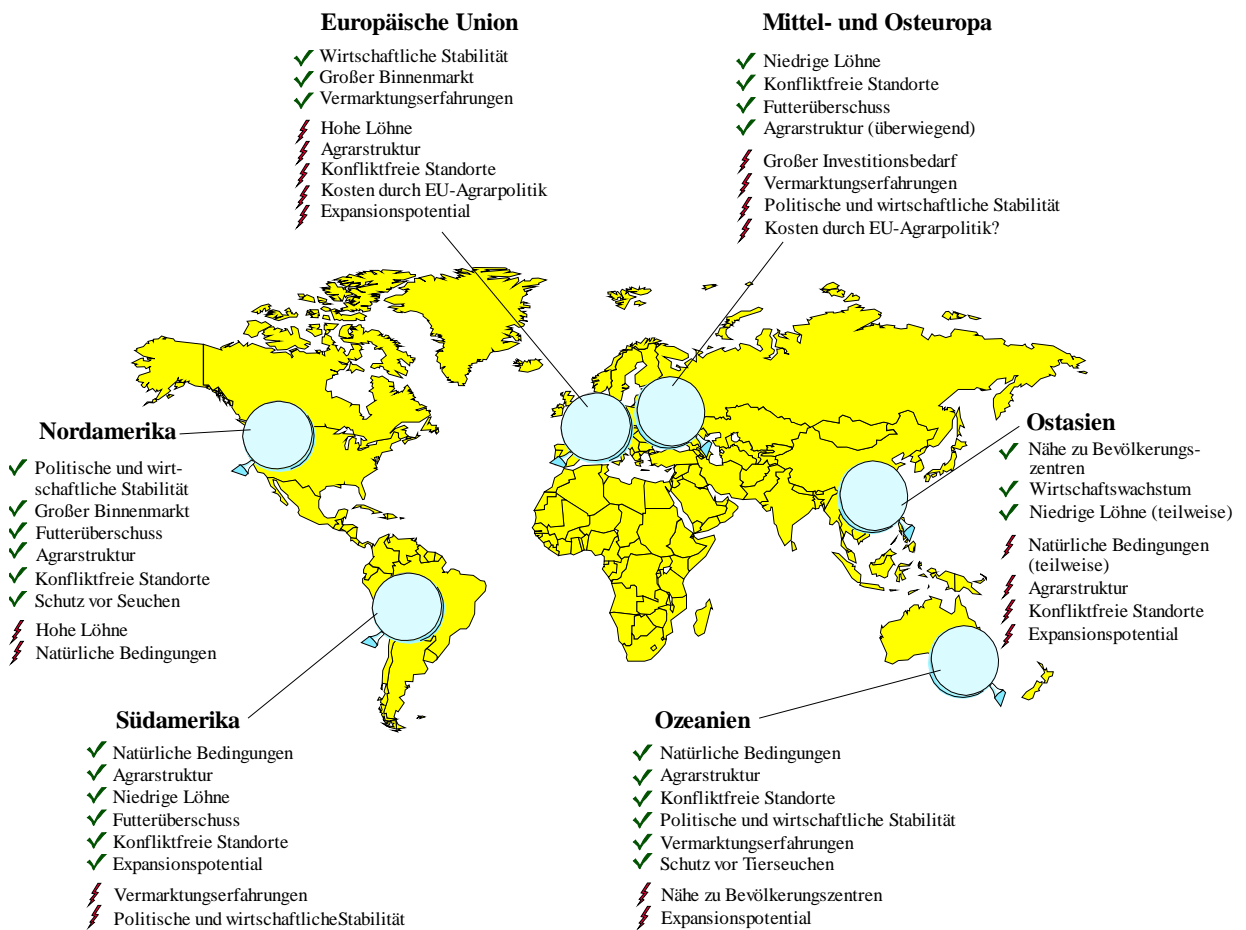 Europäische Union
Wirtschaftliche Stabilität
Großer Binnenmarkt
Vermarktungserfahrungen
Hohe Löhne
Agrarstruktur
Konfliktfreie Standorte
Kosten durch EU-Agrarpolitik
Expansionspotential
Mittel- und Osteuropa
Niedrige Löhne
Konfliktfreie Standorte
Futterüberschuss
Agrarstruktur (überwiegend)
Großer Investitionsbedarf
Vermarktungserfahrungen
Politische und wirtschaftliche Stabilität
Kosten durch EU-Agrarpolitik?
Nordamerika
Politische und wirt-
schaftliche Stabilität
Großer Binnenmarkt
Futterüberschuss
Agrarstruktur
Konfliktfreie Standorte
Schutz vor Seuchen
Hohe Löhne
Natürliche Bedingungen
Ostasien
Nähe zu Bevölkerungs-
zentren
Wirtschaftswachstum
Niedrige Löhne (teilweise)
Natürliche Bedingungen
(teilweise)
Agrarstruktur
Konfliktfreie Standorte
Expansionspotential
Südamerika
Natürliche Bedingungen
Agrarstruktur
Niedrige Löhne
Futterüberschuss
Konfliktfreie Standorte
Expansionspotential
Vermarktungserfahrungen
Politische und wirtschaftlicheStabilität
Ozeanien
Natürliche Bedingungen
Agrarstruktur
Konfliktfreie Standorte
Politische und wirtschaftliche Stabilität
Vermarktungserfahrungen
Schutz vor Tierseuchen
Nähe zu Bevölkerungszentren
Expansionspotential